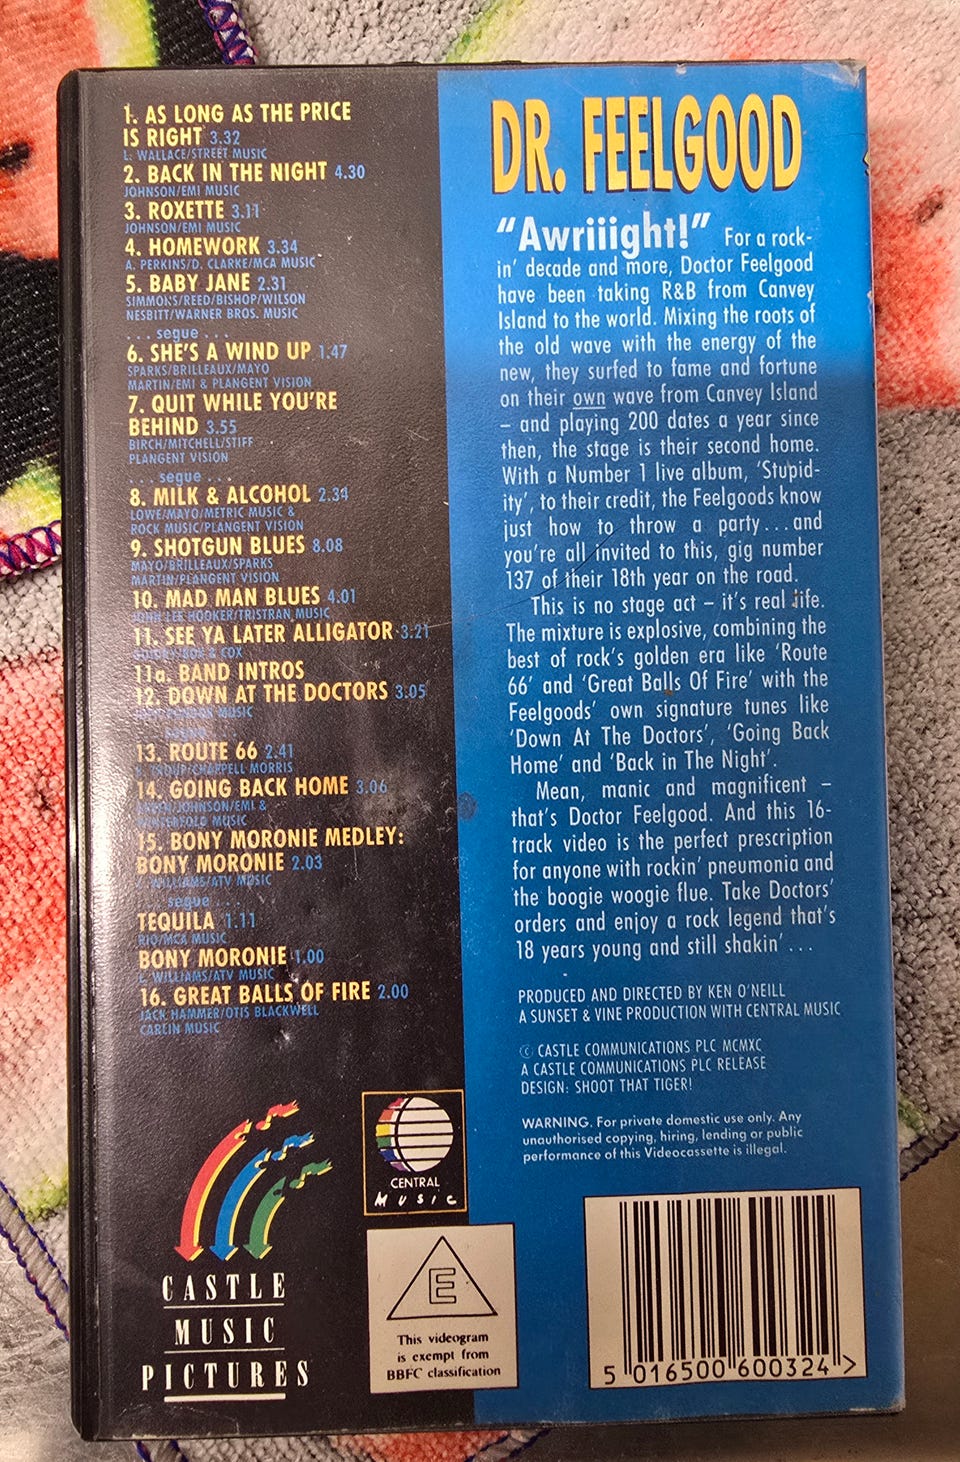 1. AS LONG AS THE PRICE
IS RIGHT 3.32
L. WALLACE/STREET MUSIC
2. BACK IN THE NIGHT 4.30
JOHNSON/EMI MUSIC
3. ROXETTE 3.11
JOHNSON/EMI MUSIC
4. HOMEWORK 3.34
A. PERKINS/D. CLARKE/MCA MUSIC
5. BABY JANE 2.31
SIMMONS/REED/BISHOP/WILSON
NESBITT/WARNER BROS. MUSIC
... segue ...
6. SHE'S A WIND UP 1.47
SPARKS/BRILLEAUX/MAYO
MARTIN/EMI & PLANGENT VISION
7. QUIT WHILE YOU'RE
BEHIND 3.55
BIRCH/MITCHELL/STIFF
PLANGENT VISION
... segue ...
8. MILK & ALCOHOL 2.34
LOWE/MAYO/METRIC MUSIC &
ROCK MUSIC/PLANGENT VISION
9. SHOTGUN BLUES 8.08
MAYO/BRILLEAUX/SPARKS
MARTIN/PLANGENT VISION
10. MAD MAN BLUES 4.01
JOHN LEE HOOKER/TRISTRAN MUSIC
11. SEE YA LATER ALLIGATOR 3.21
& COX
11a. BAND INTROS
12. DOWN AT THE DOCTORS 3.05
MUSIC
segue
13. ROUTE 66 2.41
B. TROUP/CHAPPELL MORRIS
14. GOING BACK HOME 3.06
GREEN/JOHNSON/EMI &
MUSIC
15. BONY MORONIE MEDLEY:
BONY MORONIE 2.03
L. WILLIAMS/ATV MUSIC
segue ...
TEQUILA 1.11
RIO/MCA MUSIC
BONY MORONIE 1.00
L. WILLIAMS/ATV MUSIC
16. GREAT BALLS OF FIRE 2.00
JACK HAMMER/OTIS BLACKWELL
CARLIN MUSIC
CASTLE
MUSIC
PICTURES
CENTRAL
Music
E
This videogram
is exempt from
BBFC classification
DR. FEELGOOD
"Awriiight!" For a rock-
in' decade and more, Doctor Feelgood
have been taking R&B from Canvey
Island to the world. Mixing the roots of
the old wave with the energy of the
new, they surfed to fame and fortune
on their own wave from Canvey Island
– and playing 200 dates a year since
then, the stage is their second home.
With a Number 1 live album, 'Stupid-
ity', to their credit, the Feelgoods know
just how to throw a party...and
you're all invited to this, gig number
137 of their 18th year on the road.
This is no stage act – it's real life.
The mixture is explosive, combining the
best of rock's golden era like 'Route
66' and 'Great Balls Of Fire' with the
Feelgoods' own signature tunes like
'Down At The Doctors', 'Going Back
Home' and 'Back in The Night'.
Mean, manic and magnificent –
that's Doctor Feelgood. And this 16-
track video is the perfect prescription
for anyone with rockin' pneumonia and
the boogie woogie flue. Take Doctors'
orders and enjoy a rock legend that's
18 years young and still shakin'...
PRODUCED AND DIRECTED BY KEN O'NEILL
A SUNSET & VINE PRODUCTION WITH CENTRAL MUSIC
© CASTLE COMMUNICATIONS PLC MCMXC
A CASTLE COMMUNICATIONS PLC RELEASE
DESIGN: SHOOT THAT TIGER!
WARNING. For private domestic use only. Any
unauthorised copying, hiring, lending or public
performance of this Videocassette is illegal.
5 016500 600324 >